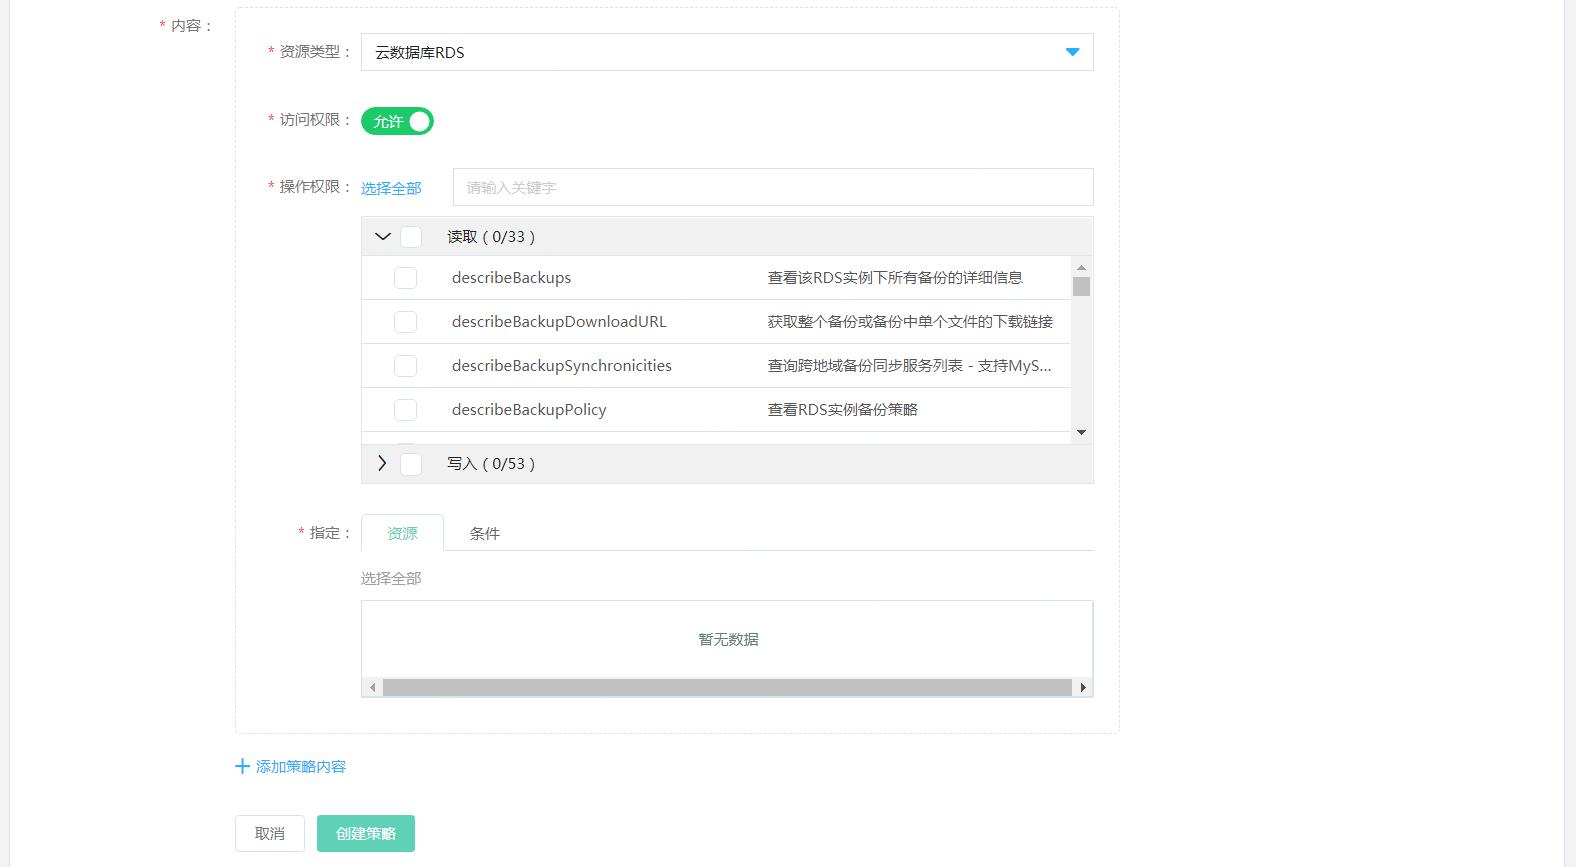 * 内容：
* 资源类型： 云数据库RDS
* 访问权限： 允许
* 操作权限： 选择全部 请输入关键字
读取 ( 0/33 )
describeBackups 查看该RDS实例下所有备份的详细信息
describeBackupDownloadURL 获取整个备份或备份中单个文件的下载链接
describeBackupSynchronicities 查询跨地域备份同步服务列表 - 支持MyS...
describeBackupPolicy 查看RDS实例备份策略
写入 ( 0/53 )
* 指定： 资源 条件
选择全部
暂无数据
添加策略内容
取消 创建策略